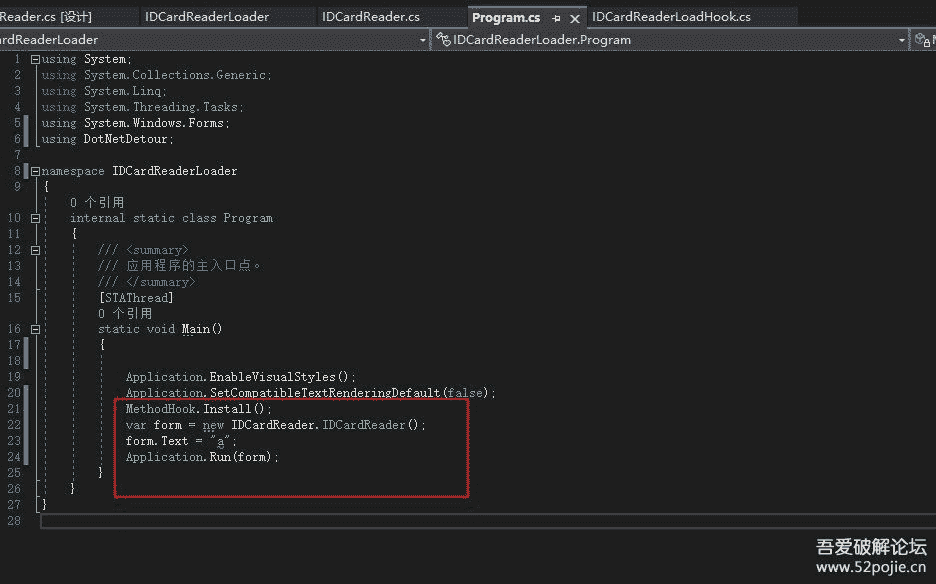 Reader.cs [设计]
IDCardReaderLoader
IDCardReader.cs
Program.cs
IDCardReaderLoadHook.cs
rdReaderLoader
IDCardReaderLoader.Program
1 using System;
2 using System.Collections.Generic;
3 using System.Linq;
4 using System.Threading.Tasks;
5 using System.Windows.Forms;
6 using DotNetDetour;
7
8 namespace IDCardReaderLoader
9 {
0 个引用
10 internal static class Program
11 {
12 /// <summary>
13 /// 应用程序的主入口点。
14 /// </summary>
15 [STAThread]
0 个引用
16 static void Main()
17 {
18
19 Application.EnableVisualStyles();
20 Application.SetCompatibleTextRenderingDefault(false);
21 MethodHook.Install();
22 var form = new IDCardReader.IDCardReader();
23 form.Text = "a";
24 Application.Run(form);
25 }
26 }
27 }
28
吾爱破解论坛
www.52pojie.cn